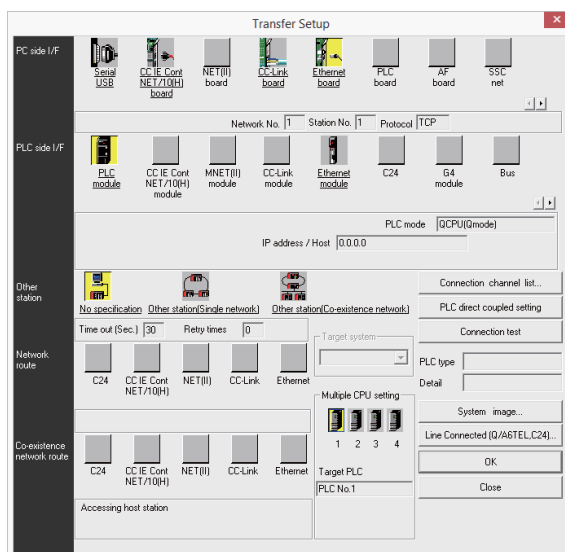 Transfer Setup
PC side I/F
Serial USB
CC IE Cont NET/10(H) board
NET(II) board
CC-Link board
Ethernet board
PLC board
AF board
SSC net
Network No. 1 Station No. 1 Protocol TCP
PLC side I/F
PLC module
CC IE Cont NET/10(H) module
MNET(II) module
CC-Link module
Ethernet module
C24
G4 module
Bus
PLC mode QCPU(Qmode)
IP address / Host 0.0.0.0
Other station
No specification
Other station(Single network)
Other station(Co-existence network)
Connection channel list...
PLC direct coupled setting
Time out (Sec.) 30 Retry times 0
Target system
Connection test
Network route
C24
CC IE Cont NET/10(H)
NET(II)
CC-Link
Ethernet
PLC type
Detail
Multiple CPU setting
1 2 3 4
Target PLC
PLC No.1
System image...
Line Connected (Q/A6TEL,C24)...
OK
Close
Co-existence network route
C24
CC IE Cont NET/10(H)
NET(II)
CC-Link
Ethernet
Accessing host station